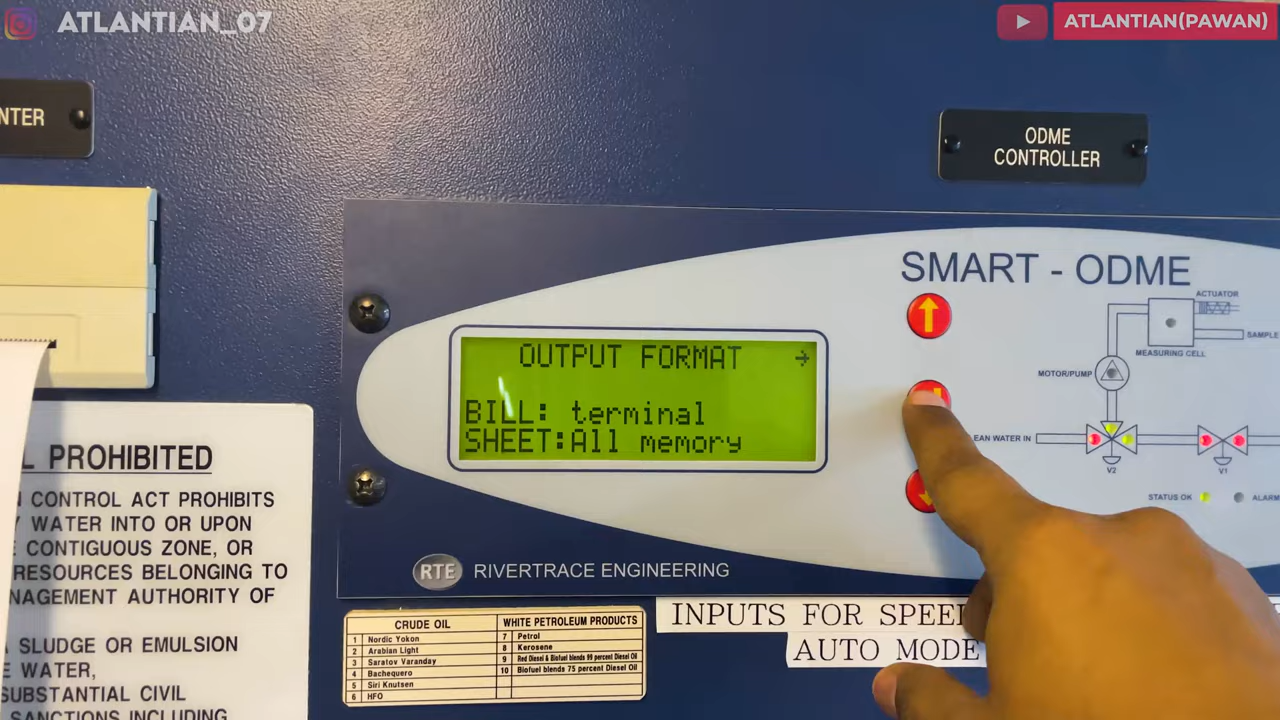 ATLANTIAN_07
ATLANTIAN(PAWAN)
NTER
ODME
CONTROLLER
SMART - ODME
ACTUATOR
SAMPLE
MEASURING CELL
MOTOR/PUMP
EAN WATER IN
V2
V1
STATUS OK
ALARM
OUTPUT FORMAT →
BILL: terminal
SHEET:All memory
RTE RIVERTRACE ENGINEERING
L PROHIBITED
N CONTROL ACT PROHIBITS
Y WATER INTO OR UPON
E CONTIGUOUS ZONE, OR
RESOURCES BELONGING TO
NAGEMENT AUTHORITY OF
A SLUDGE OR EMULSION
E WATER,
SUBSTANTIAL CIVIL
SANCTIONS INCLUDING
CRUDE OIL WHITE PETROLEUM PRODUCTS
1 Nordic Yokon 7 Petrol
2 Arabian Light 8 Kerosene
3 Saratov Varanday 9 Red Diesel & Biofuel blends 99 percent Diesel Oil
4 Bachequero 10 Biofuel blends 75 percent Diesel Oil
5 Siri Knutsen
6 HFO
INPUTS FOR SPEE
AUTO MODE